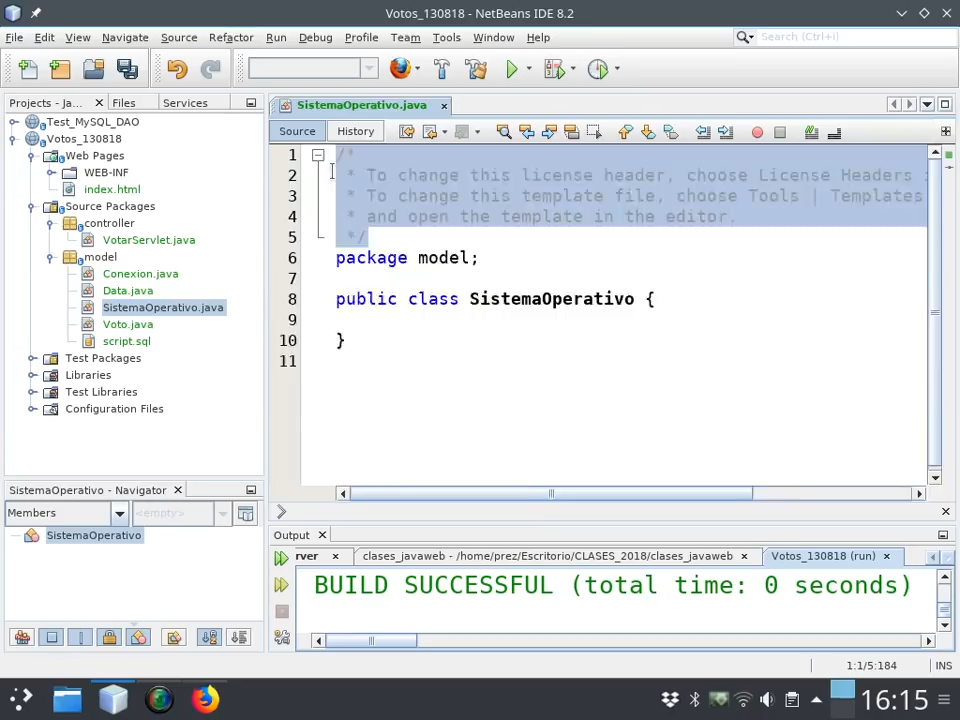 Votos_130818 - NetBeans IDE 8.2
File Edit View Navigate Source Refactor Run Debug Profile Team Tools Window Help
Search (Ctrl+I)
Projects - Ja... Files Services
SistemaOperativo.java
Source History
Test_MySQL_DAO
Votos_130818
Web Pages
WEB-INF
index.html
Source Packages
controller
VotarServlet.java
model
Conexion.java
Data.java
SistemaOperativo.java
Voto.java
script.sql
Test Packages
Libraries
Test Libraries
Configuration Files
1 /*
2 * To change this license header, choose License Headers
3 * To change this template file, choose Tools | Templates
4 * and open the template in the editor.
5 */
6 package model;
7
8 public class SistemaOperativo {
9
10 }
11
SistemaOperativo - Navigator
Members
<empty>
SistemaOperativo
Output
rver clases_javaweb - /home/prez/Escritorio/CLASES_2018/clases_javaweb Votos_130818 (run)
BUILD SUCCESSFUL (total time: 0 seconds)
1:1/5:184 INS
16:15